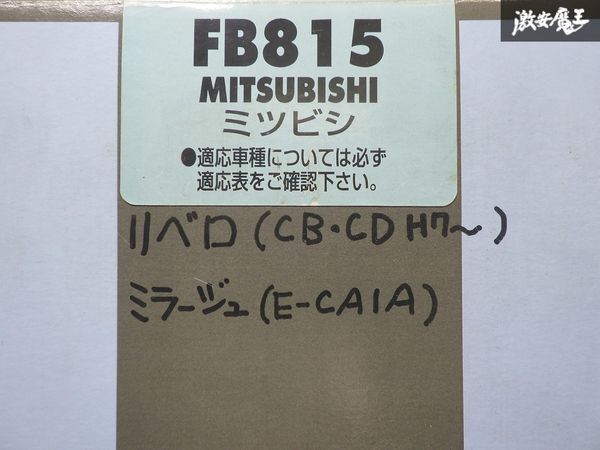 激安魔王
FB815
MITSUBISHI
ミツビシ
●適応車種については必ず
適応表をご確認下さい。
リベロ(CB・CD H7〜)
ミラージュ(E-CA1A)